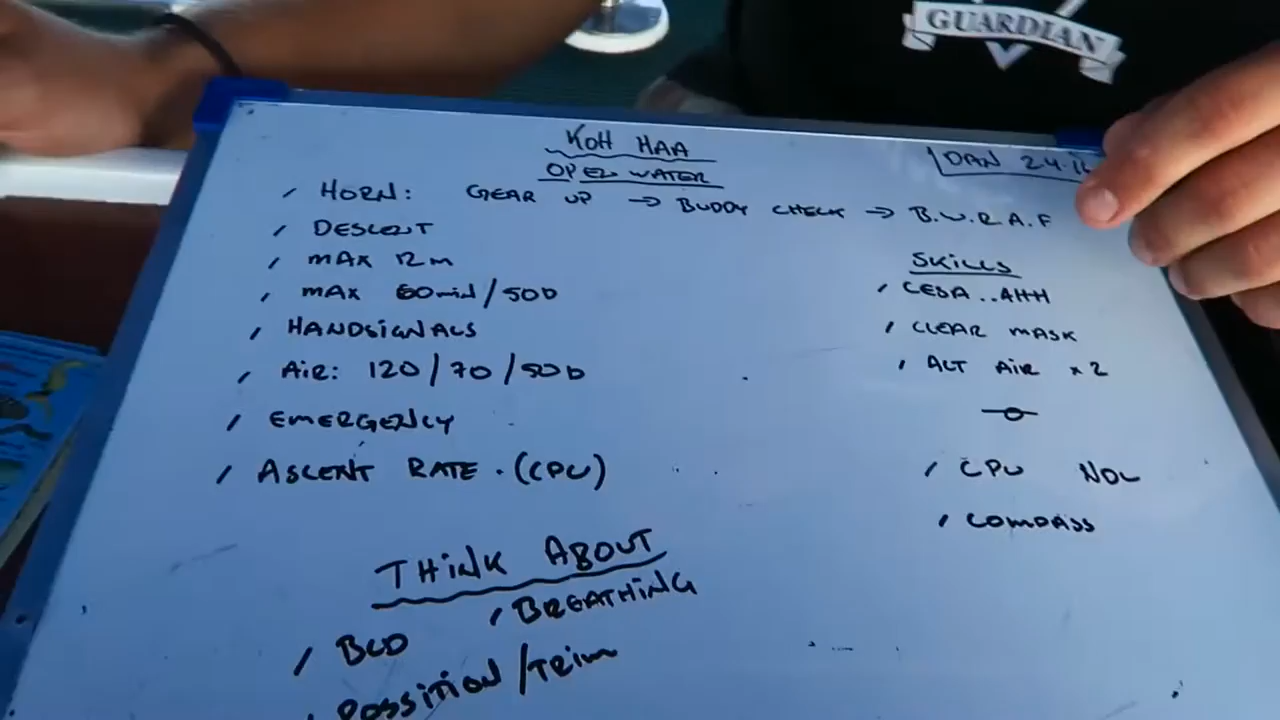 GUARDIAN
KOH HAA
OPEN WATER
DAN 24.
/ HORN: GEAR UP → BUDDY CHECK → B.W.R.A.F
/ DESCENT
/ MAX 12m
/ MAX 60min/50b
/ HANDSIGNALS
/ Air: 120/70/50b
/ EMERGENCY
/ ASCENT RATE. (CPU)
SKILLS
/ CESA..AHH
/ CLEAR MASK
/ ALT AIR x2
/ CPU NDL
/ COMPASS
THINK ABOUT
/ BREATHING
/ BCD
/ POSSITION/TRIM